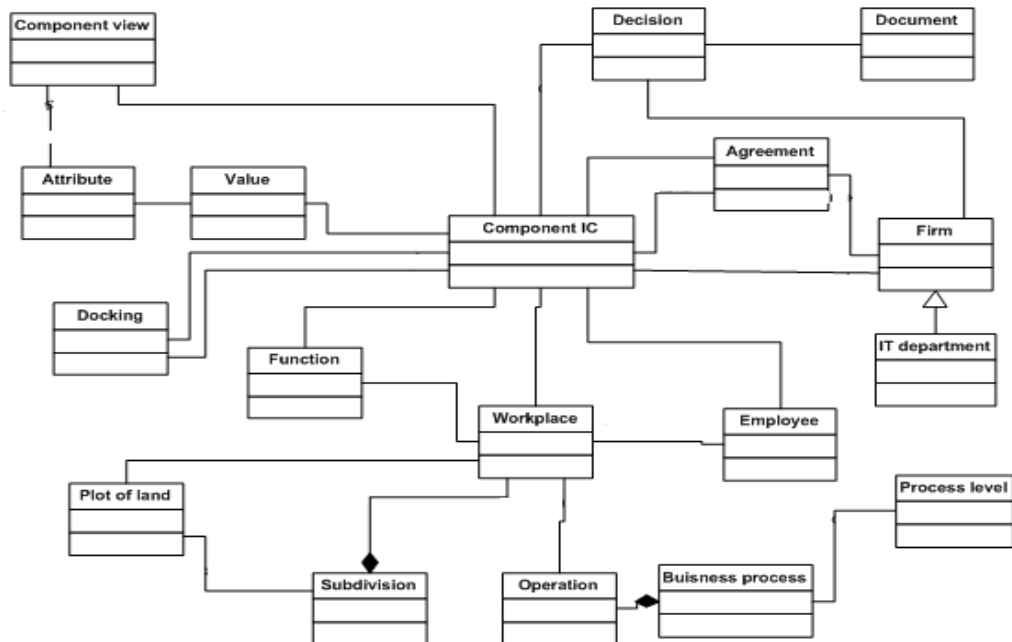 Component view
Decision
Document
Attribute
Value
Agreement
Component IC
Firm
Docking
Function
IT department
Workplace
Employee
Plot of land
Process level
Subdivision
Operation
Buisness process